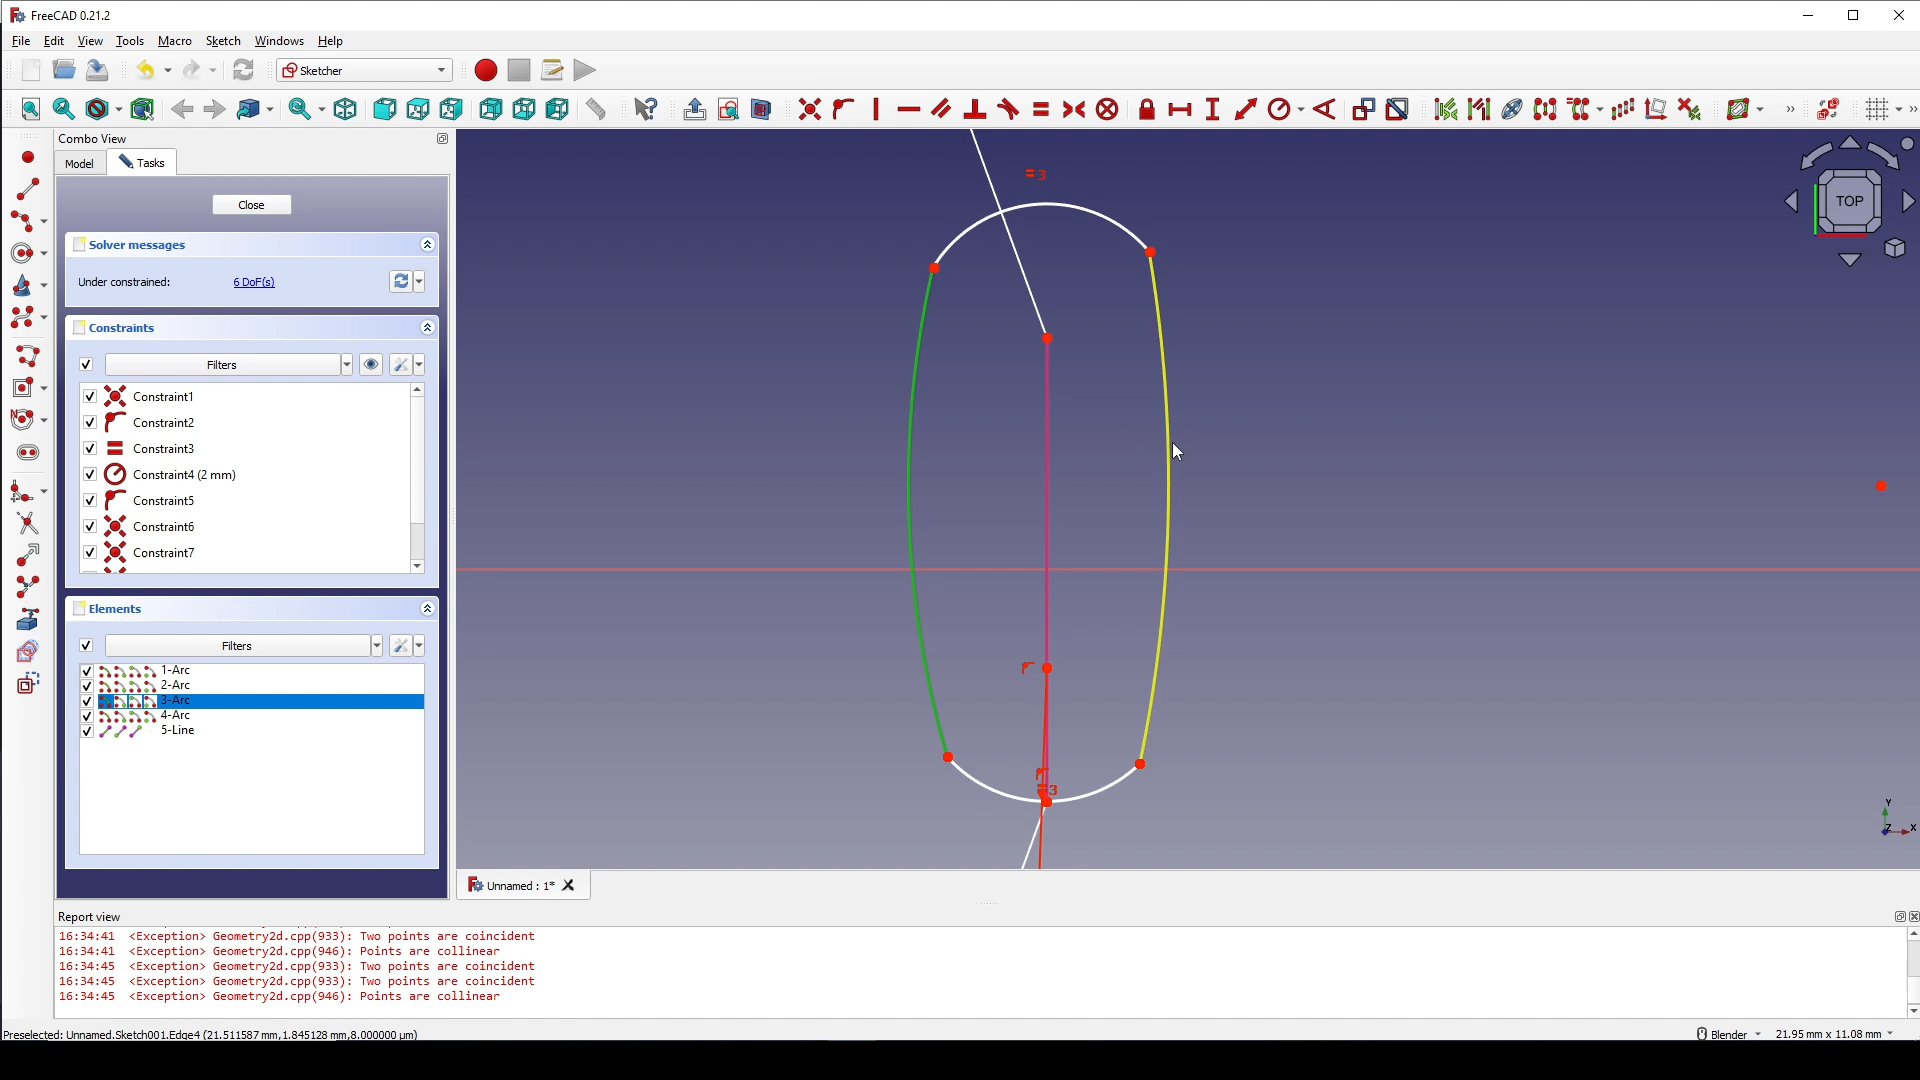 FreeCAD 0.21.2
File Edit View Tools Macro Sketch Windows Help
Sketcher
Combo View
Model Tasks
Close
Solver messages
Under constrained: 6 DoF(s)
Constraints
Filters
Constraint1
Constraint2
Constraint3
Constraint4 (2 mm)
Constraint5
Constraint6
Constraint7
Elements
Filters
1-Arc
2-Arc
3-Arc
4-Arc
5-Line
3
3
TOP
Y
Z X
Unnamed : 1*
Report view
16:34:41 <Exception> Geometry2d.cpp(933): Two points are coincident
16:34:41 <Exception> Geometry2d.cpp(946): Points are collinear
16:34:45 <Exception> Geometry2d.cpp(933): Two points are coincident
16:34:45 <Exception> Geometry2d.cpp(933): Two points are coincident
16:34:45 <Exception> Geometry2d.cpp(946): Points are collinear
Preselected: Unnamed.Sketch001.Edge4 (21.511587 mm,1.845128 mm,8.000000 µm)
Blender 21.95 mm x 11.08 mm